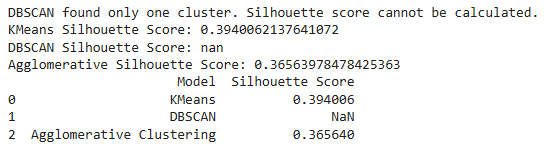 DBSCAN found only one cluster. Silhouette score cannot be calculated.
KMeans Silhouette Score: 0.3940062137641072
DBSCAN Silhouette Score: nan
Agglomerative Silhouette Score: 0.36563978478425363
Model Silhouette Score
0 KMeans 0.394006
1 DBSCAN NaN
2 Agglomerative Clustering 0.365640